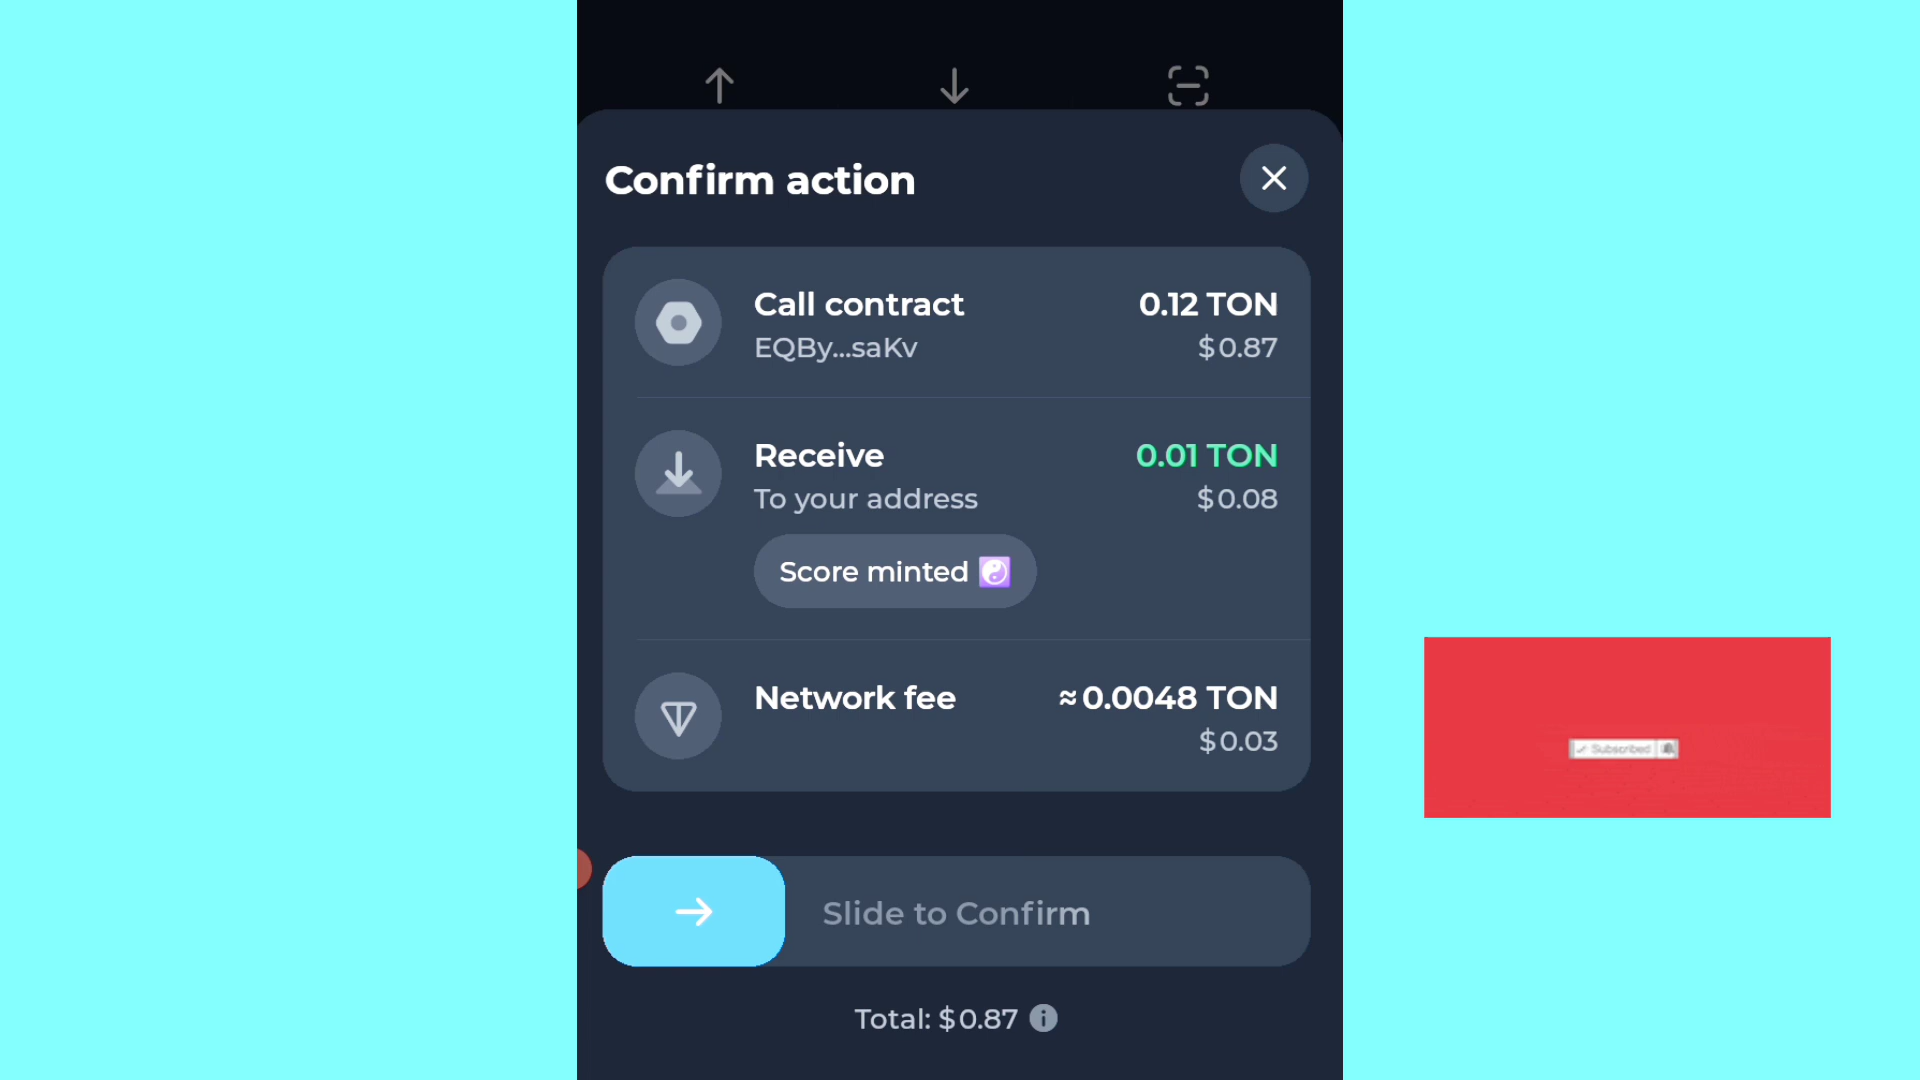 Confirm action
Call contract
0.12 TON
EQBy...saKv
$0.87
Receive
0.01 TON
To your address
$0.08
Score minted ☯️
Network fee
≈0.0048 TON
$0.03
Slide to Confirm
Total: $0.87
Subscribed